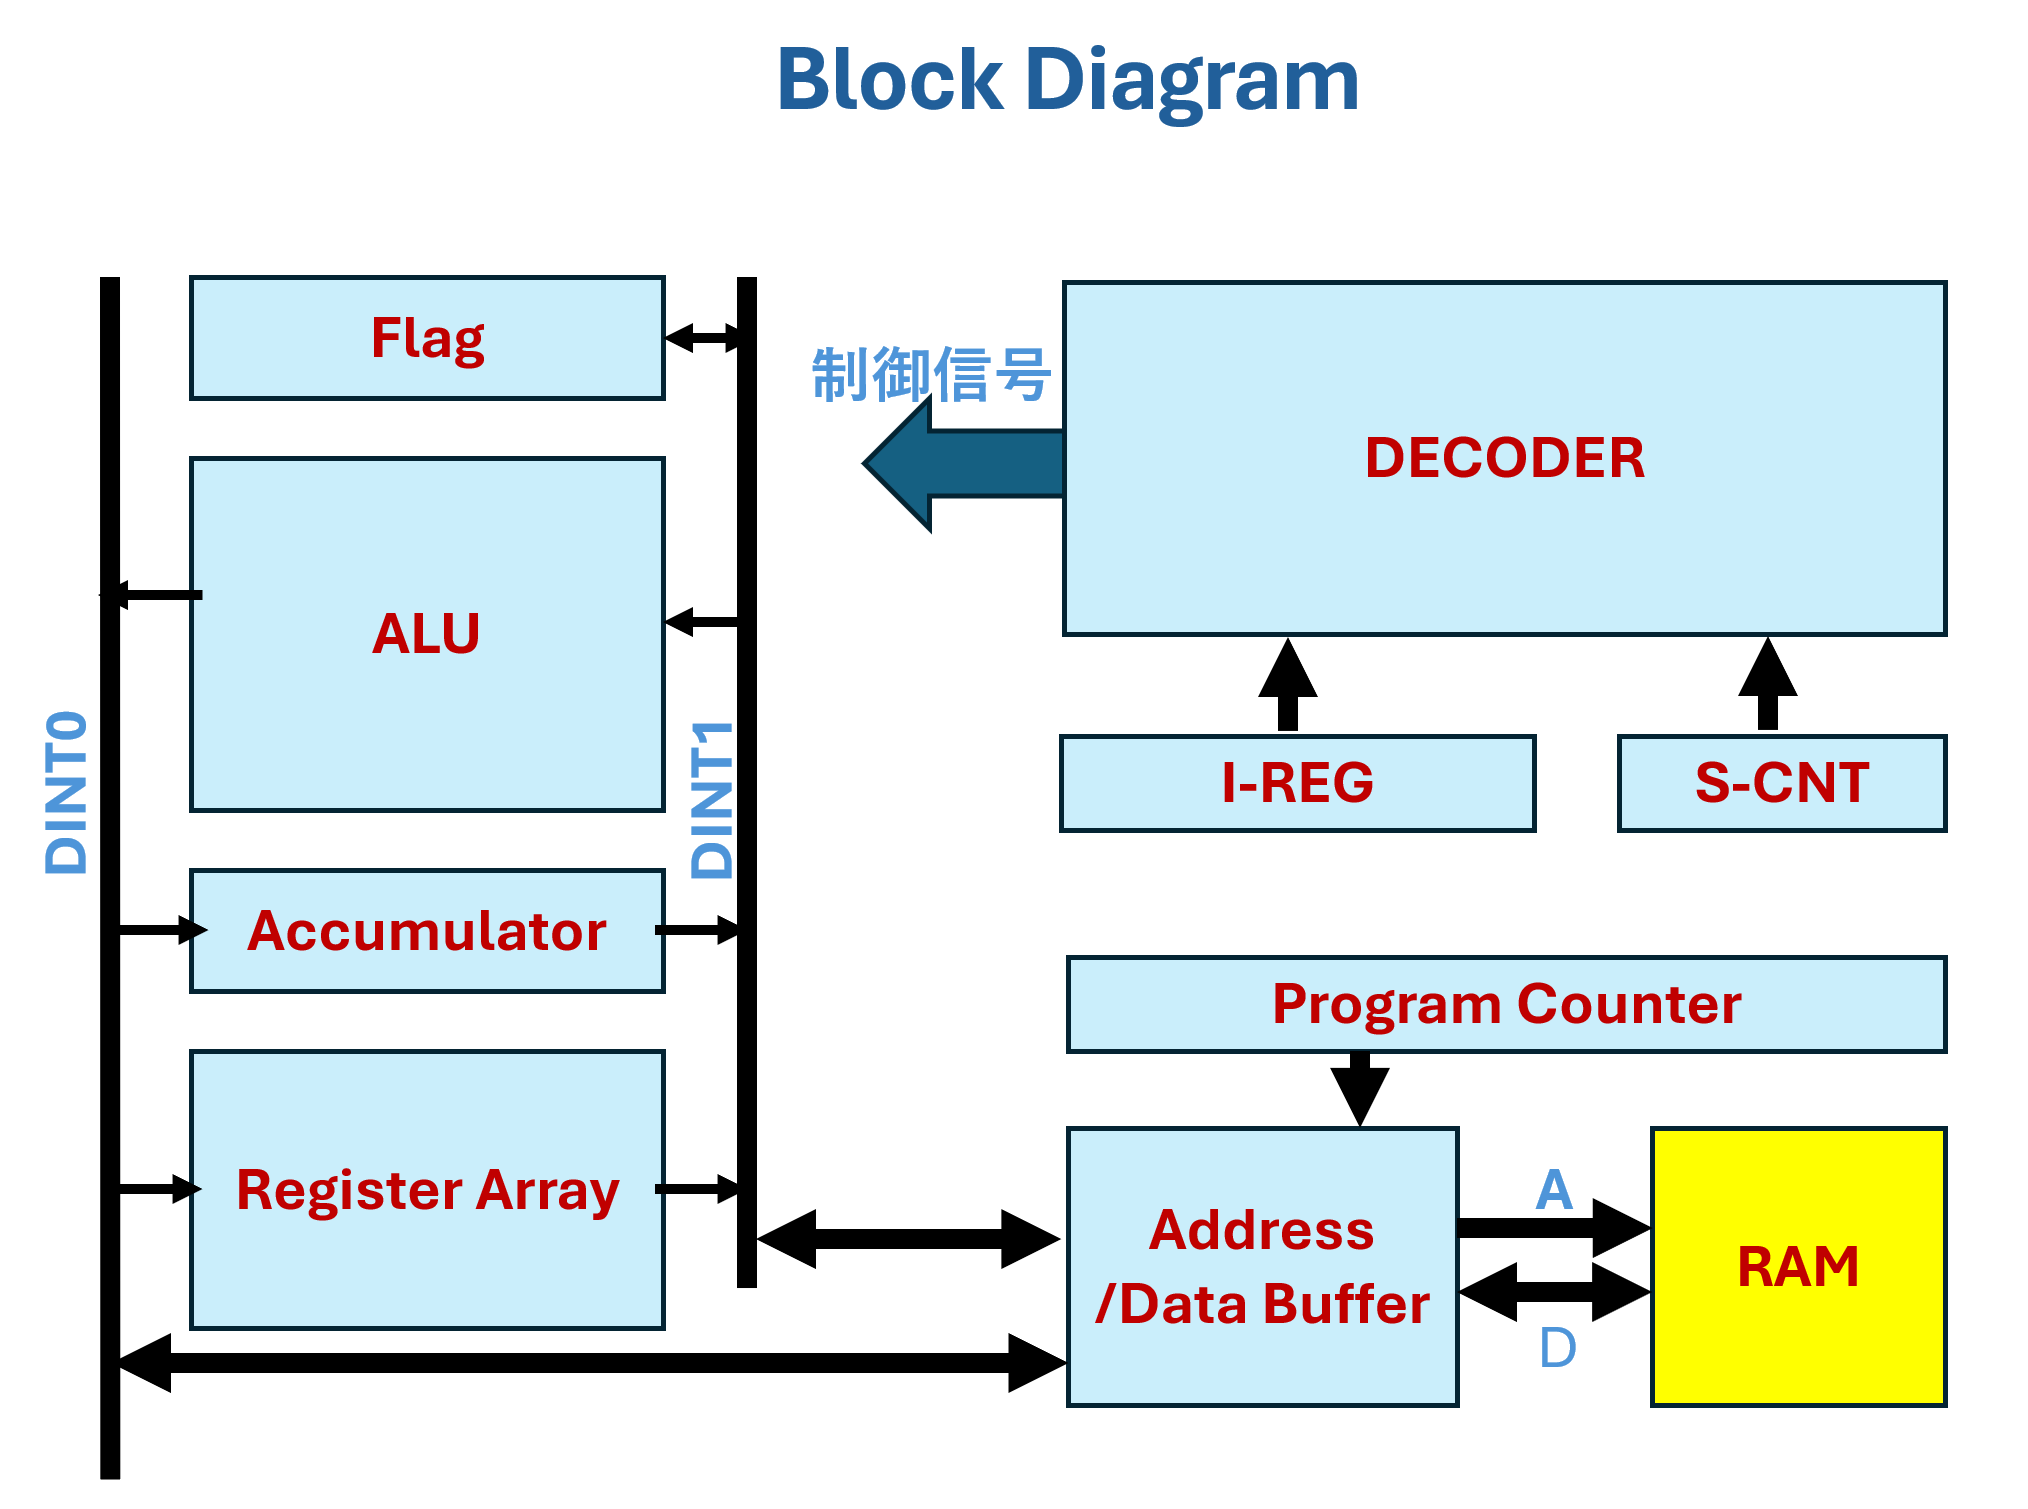 Block Diagram
Flag
制御信号
DECODER
ALU
DINT0
DINT1
I-REG
S-CNT
Accumulator
Program Counter
Register Array
Address
/Data Buffer
A
D
RAM